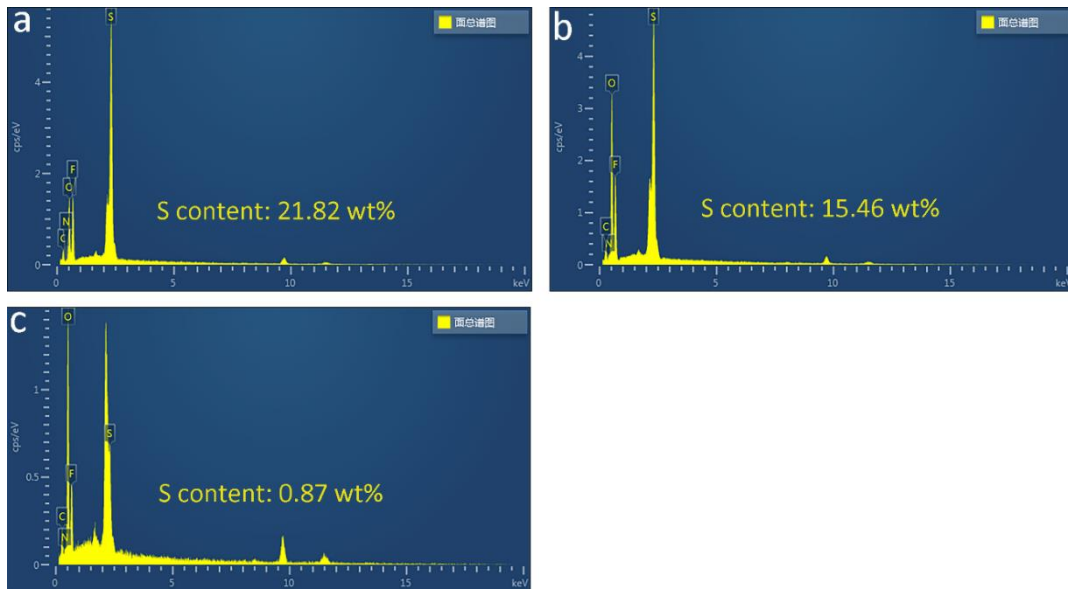 a
面总谱图
S
4
2
0
cps/eV
F
O
N
C
S content: 21.82 wt%
0
5
10
15
keV
b
面总谱图
S
4
3
2
1
0
cps/eV
O
F
C
N
S content: 15.46 wt%
0
5
10
15
keV
c
面总谱图
O
1
0.5
0
cps/eV
S
F
C
N
S content: 0.87 wt%
0
5
10
15
keV